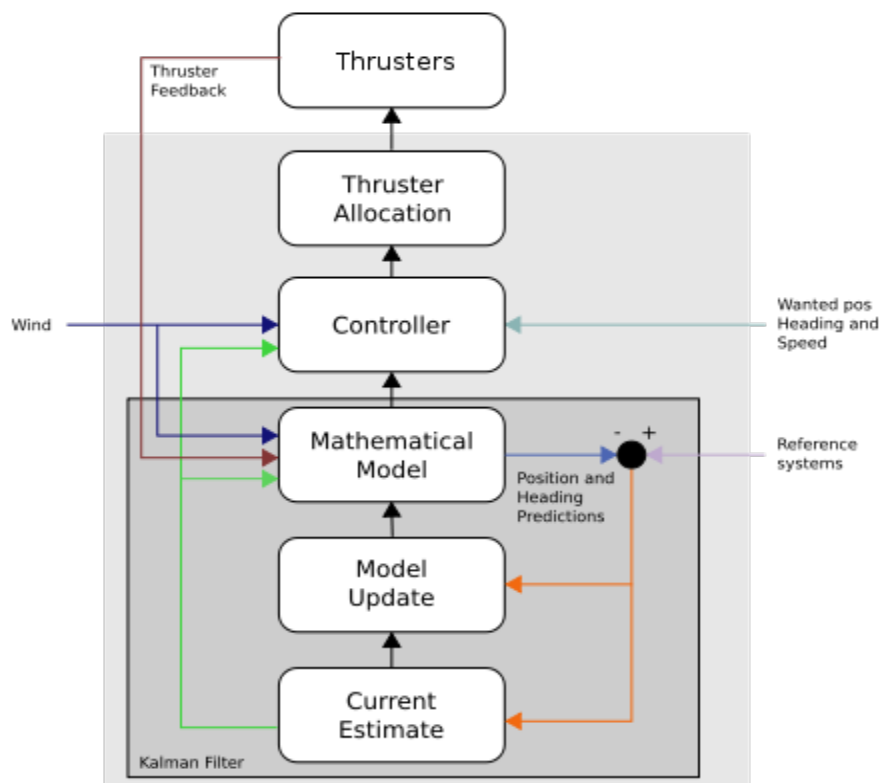 Thrusters
Thruster
Feedback
Thruster
Allocation
Wind
Controller
Wanted pos
Heading and
Speed
Mathematical
Model
- +
Reference
systems
Position and
Heading
Predictions
Model
Update
Current
Estimate
Kalman Filter